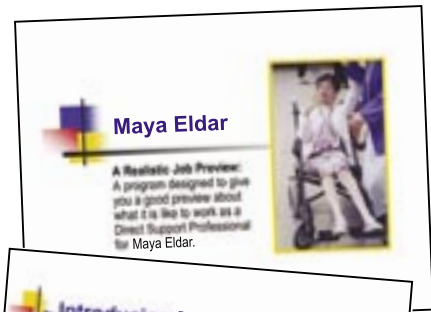 Maya Eldar
A Realistic Job Preview:
A program designed to give
you a good preview about
what it is like to work as a
Direct Support Professional
for Maya Eldar.